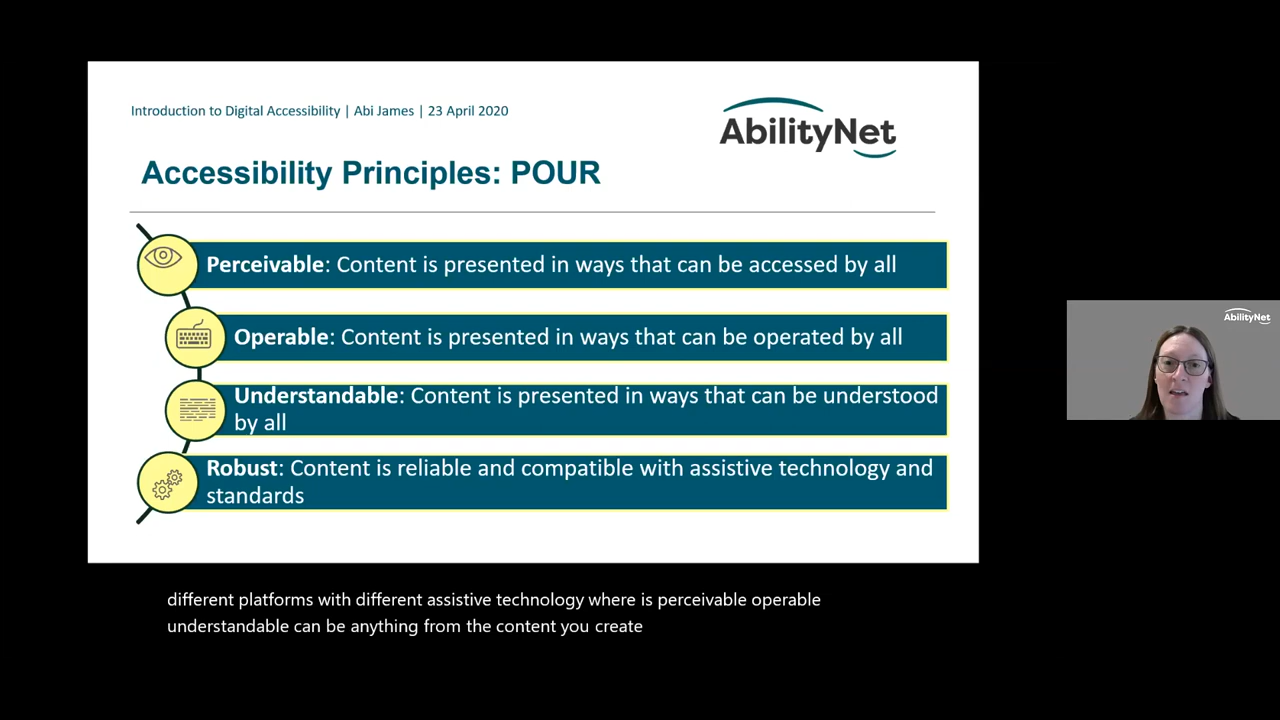 Introduction to Digital Accessibility | Abi James | 23 April 2020
AbilityNet
Accessibility Principles: POUR
Perceivable: Content is presented in ways that can be accessed by all
Operable: Content is presented in ways that can be operated by all
Understandable: Content is presented in ways that can be understood
by all
Robust: Content is reliable and compatible with assistive technology and
standards
AbilityNet
different platforms with different assistive technology where is perceivable operable
understandable can be anything from the content you create